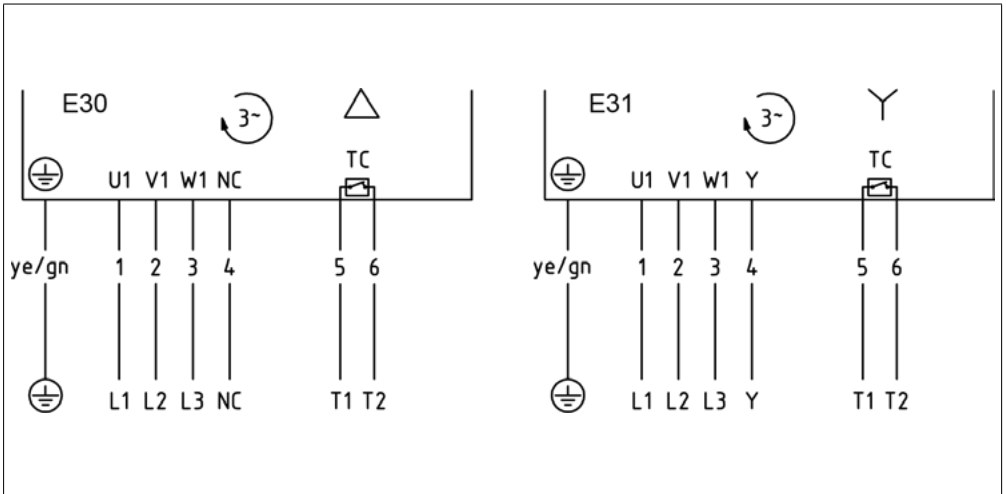 E30 3~
TC
U1 V1 W1 NC
ye/gn 1 2 3 4 5 6
L1 L2 L3 NC T1 T2
E31 3~
TC
U1 V1 W1 Y
ye/gn 1 2 3 4 5 6
L1 L2 L3 Y T1 T2